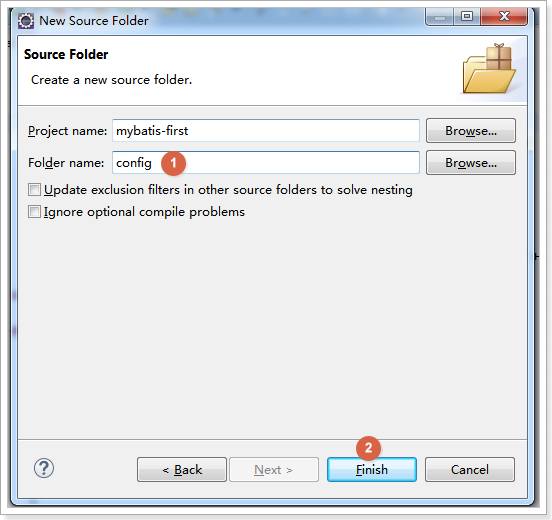 New Source Folder
Source Folder
Create a new source folder.
Project name: mybatis-first Browse...
Folder name: config 1 Browse...
Update exclusion filters in other source folders to solve nesting
Ignore optional compile problems
2
? < Back Next > Finish Cancel